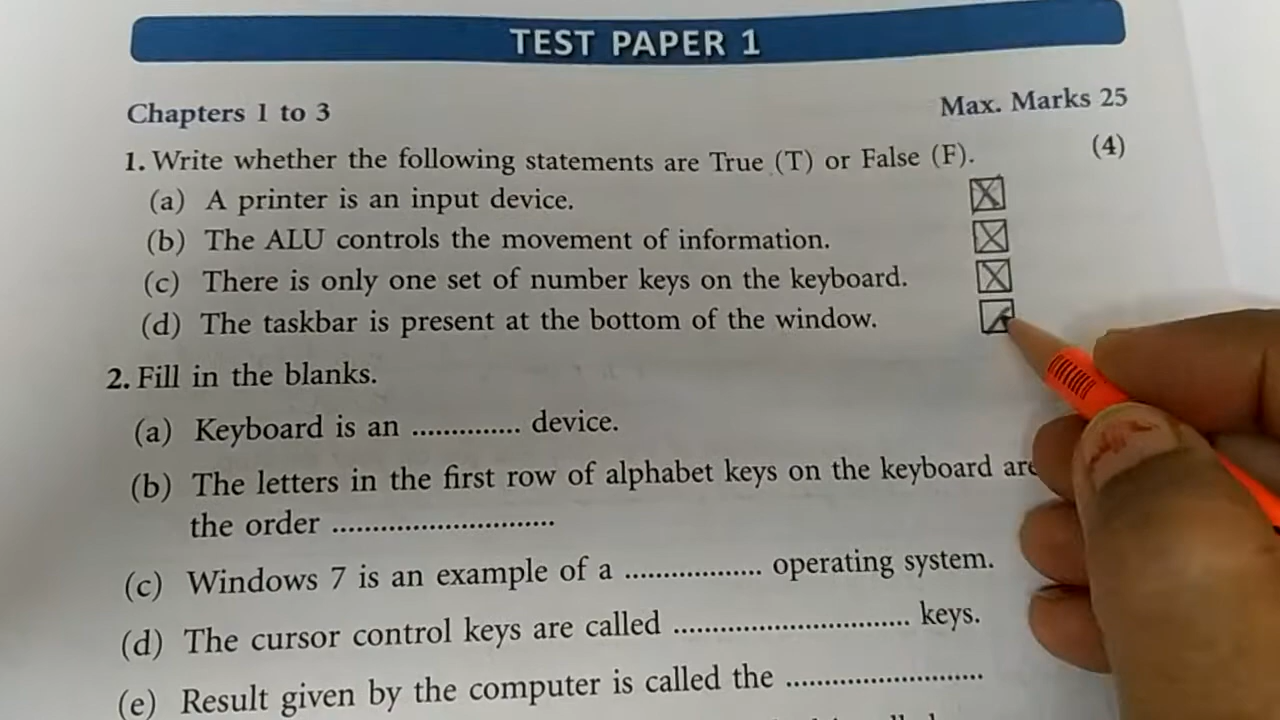 TEST PAPER 1
Chapters 1 to 3
Max. Marks 25
1. Write whether the following statements are True (T) or False (F). (4)
(a) A printer is an input device.
(b) The ALU controls the movement of information.
(c) There is only one set of number keys on the keyboard.
(d) The taskbar is present at the bottom of the window.
2. Fill in the blanks.
(a) Keyboard is an .............. device.
(b) The letters in the first row of alphabet keys on the keyboard are
the order ............................
(c) Windows 7 is an example of a ................. operating system.
(d) The cursor control keys are called .............................. keys.
(e) Result given by the computer is called the .........................